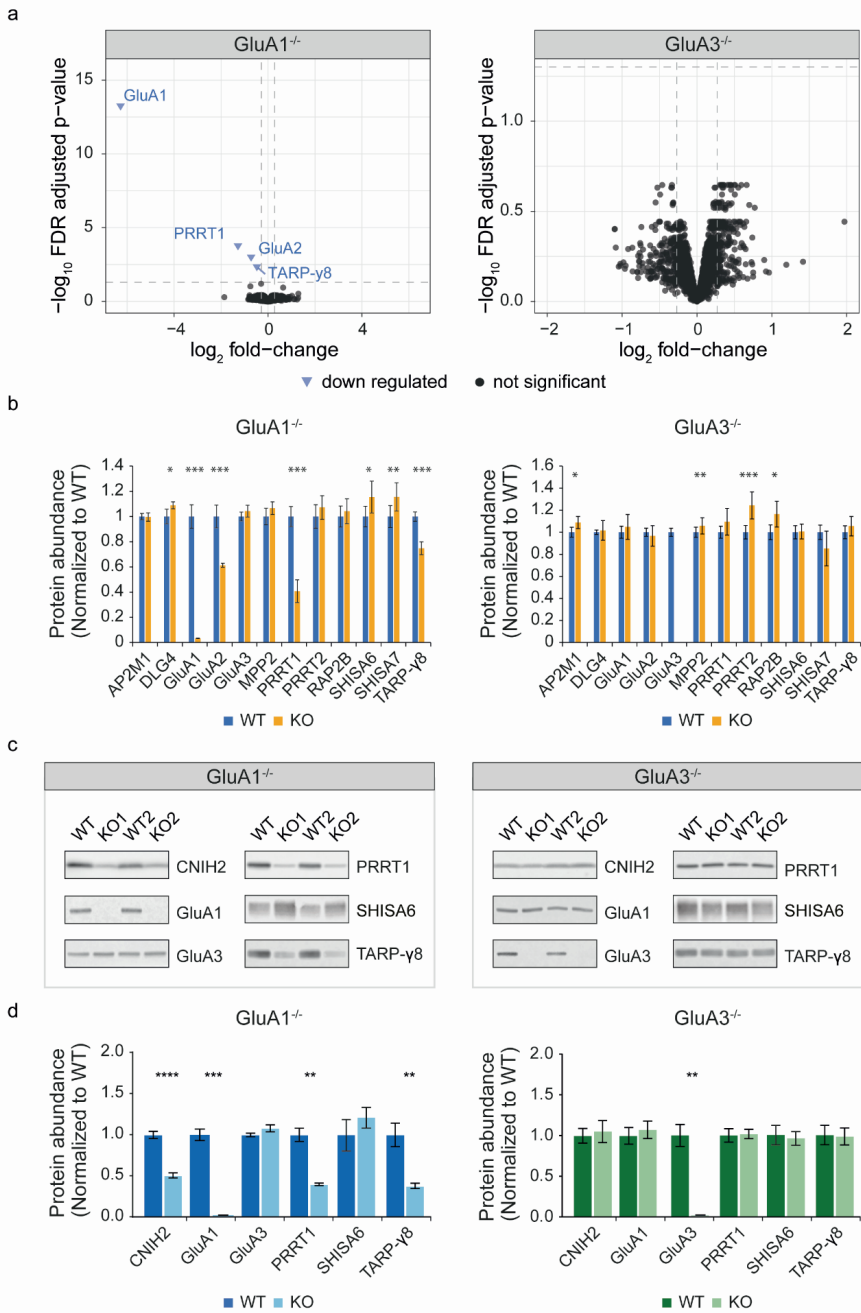 a
GluA1-/-
GluA3-/-
−log10 FDR adjusted p−value
15
10
5
0
GluA1
PRRT1
GluA2
TARP-γ8
−4
0
4
log2 fold−change
−log10 FDR adjusted p−value
1.0
0.5
0.0
−2
−1
0
1
2
log2 fold−change
down regulated
not significant
b
GluA1-/-
GluA3-/-
Protein abundance
(Normalized to WT)
1.4
1.2
1
0.8
0.6
0.4
0.2
0
* *** *** *** * ** ***
AP2M1
DLG4
GluA1
GluA2
GluA3
MPP2
PRRT1
PRRT2
RAP2B
SHISA6
SHISA7
TARP-γ8
WT KO
Protein abundance
(Normalized to WT)
1.6
1.4
1.2
1
0.8
0.6
0.4
0.2
0
* ** *** *
AP2M1
DLG4
GluA1
GluA2
GluA3
MPP2
PRRT1
PRRT2
RAP2B
SHISA6
SHISA7
TARP-γ8
WT KO
c
GluA1-/-
WT KO1 WT2 KO2
WT KO1 WT2 KO2
CNIH2
PRRT1
GluA1
SHISA6
GluA3
TARP-γ8
GluA3-/-
WT KO1 WT2 KO2
WT KO1 WT2 KO2
CNIH2
PRRT1
GluA1
SHISA6
GluA3
TARP-γ8
d
GluA1-/-
GluA3-/-
Protein abundance
(Normalized to WT)
2.0
1.5
1.0
0.5
0.0
**** *** ** **
CNIH2
GluA1
GluA3
PRRT1
SHISA6
TARP-γ8
WT KO
Protein abundance
(Normalized to WT)
2.0
1.5
1.0
0.5
0.0
**
CNIH2
GluA1
GluA3
PRRT1
SHISA6
TARP-γ8
WT KO